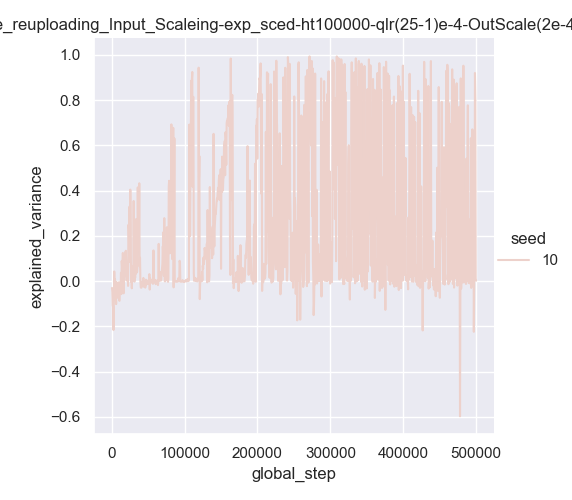 e_reuploading_Input_Scaleing-exp_sced-ht100000-qlr(25-1)e-4-OutScale(2e-4
1.0
0.8
0.6
0.4
0.2
0.0
−0.2
−0.4
−0.6
explained_variance
seed
10
0 100000 200000 300000 400000 500000
global_step